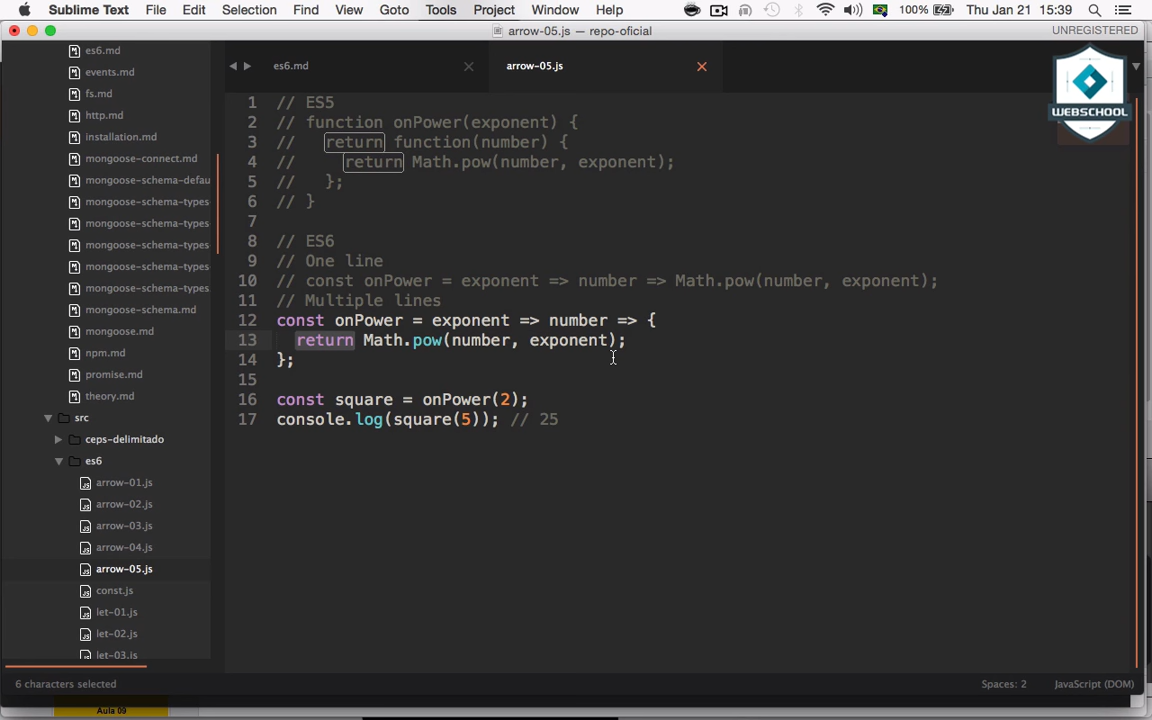 Sublime Text File Edit Selection Find View Goto Tools Project Window Help 100% Thu Jan 21 15:39
arrow-05.js — repo-oficial UNREGISTERED
es6.md
events.md
fs.md
http.md
installation.md
mongoose-connect.md
mongoose-schema-defau
mongoose-schema-types-
mongoose-schema-types-
mongoose-schema-types-
mongoose-schema-types-
mongoose-schema-types.
mongoose-schema.md
mongoose.md
npm.md
promise.md
theory.md
src
ceps-delimitado
es6
arrow-01.js
arrow-02.js
arrow-03.js
arrow-04.js
arrow-05.js
const.js
let-01.js
let-02.js
let-03.js
es6.md arrow-05.js
WEBSCHOOL
1 // ES5
2 // function onPower(exponent) {
3 //   return function(number) {
4 //     return Math.pow(number, exponent);
5 //   };
6 // }
7
8 // ES6
9 // One line
10 // const onPower = exponent => number => Math.pow(number, exponent);
11 // Multiple lines
12 const onPower = exponent => number => {
13   return Math.pow(number, exponent);
14 };
15
16 const square = onPower(2);
17 console.log(square(5)); // 25
6 characters selected Spaces: 2 JavaScript (DOM)
Aula 09